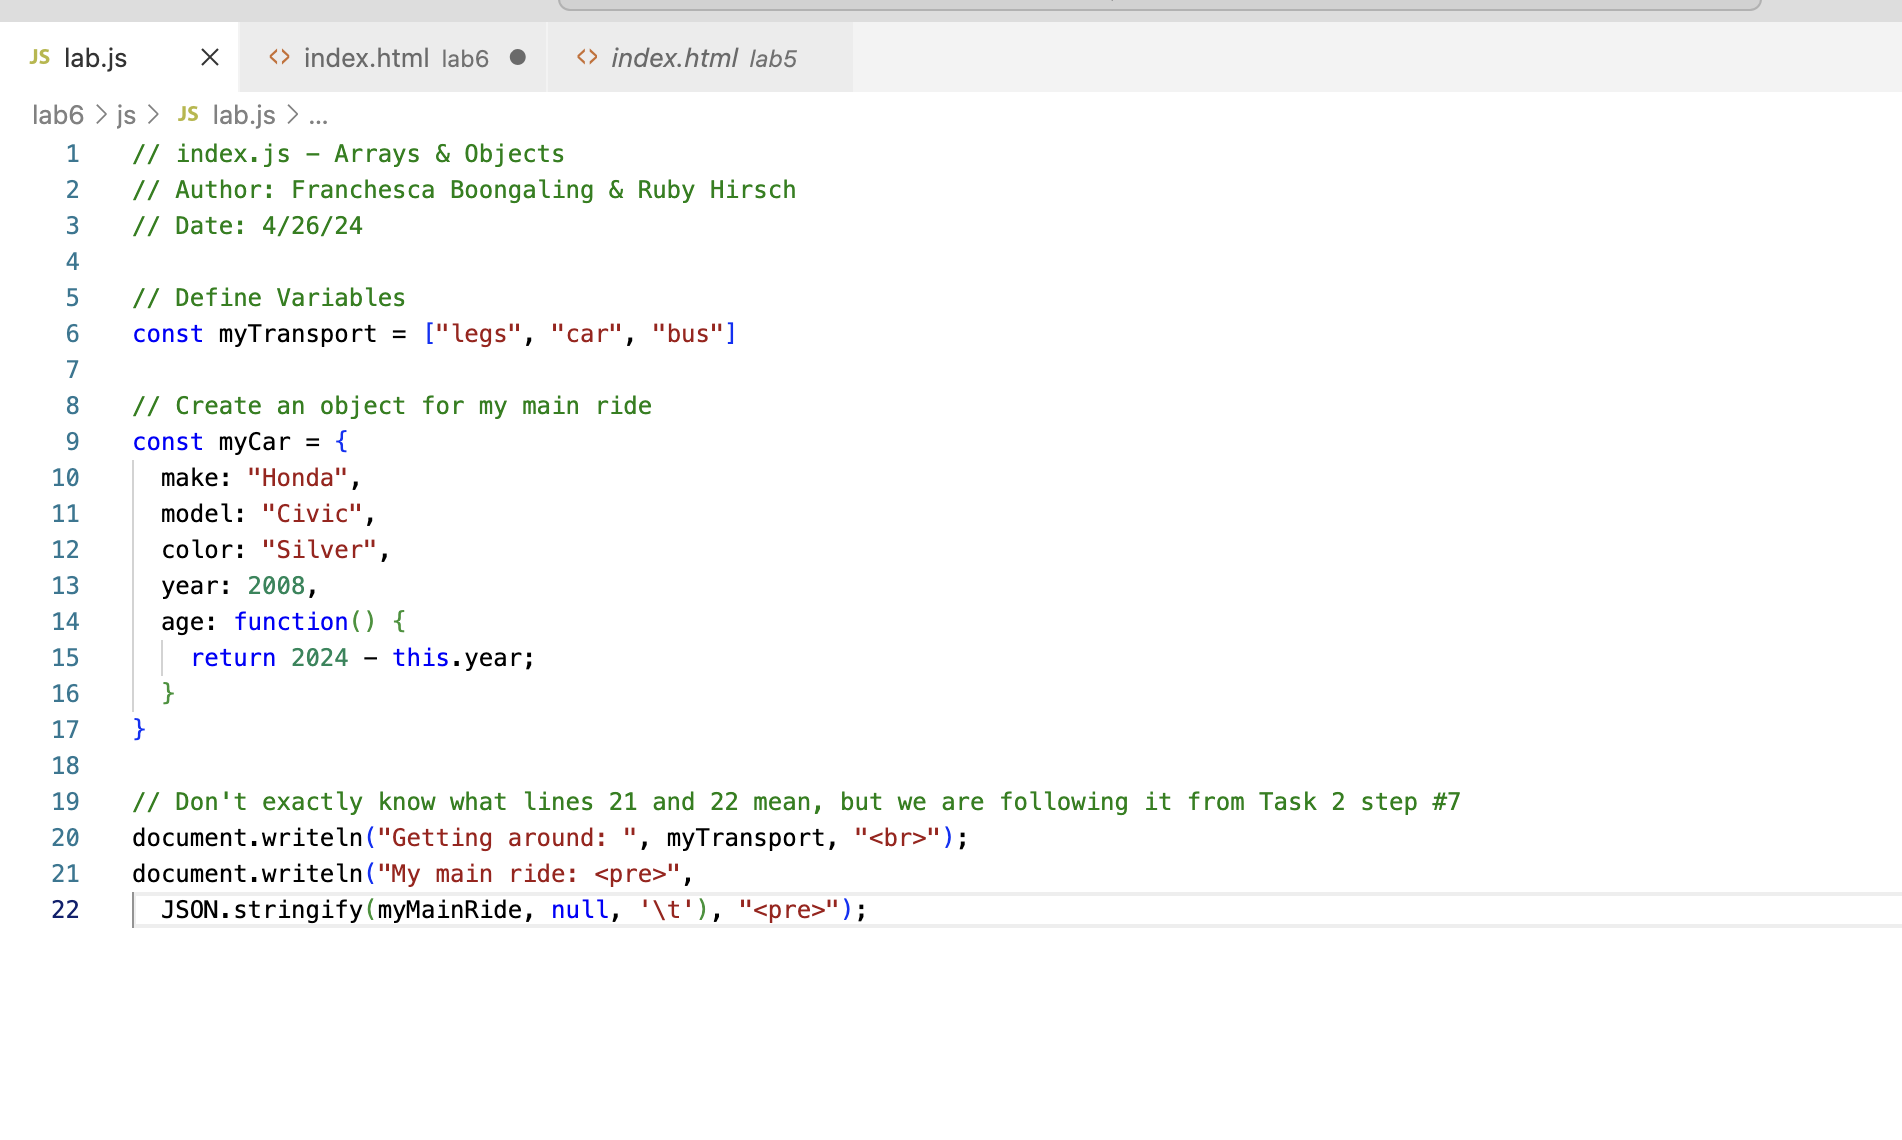 JS lab.js × <> index.html lab6 ● <> index.html lab5
lab6 > js > JS lab.js > ...
1 // index.js - Arrays & Objects
2 // Author: Franchesca Boongaling & Ruby Hirsch
3 // Date: 4/26/24
4
5 // Define Variables
6 const myTransport = ["legs", "car", "bus"]
7
8 // Create an object for my main ride
9 const myCar = {
10 make: "Honda",
11 model: "Civic",
12 color: "Silver",
13 year: 2008,
14 age: function() {
15 return 2024 - this.year;
16 }
17 }
18
19 // Don't exactly know what lines 21 and 22 mean, but we are following it from Task 2 step #7
20 document.writeln("Getting around: ", myTransport, "<br>");
21 document.writeln("My main ride: <pre>",
22 JSON.stringify(myMainRide, null, '\t'), "<pre>");